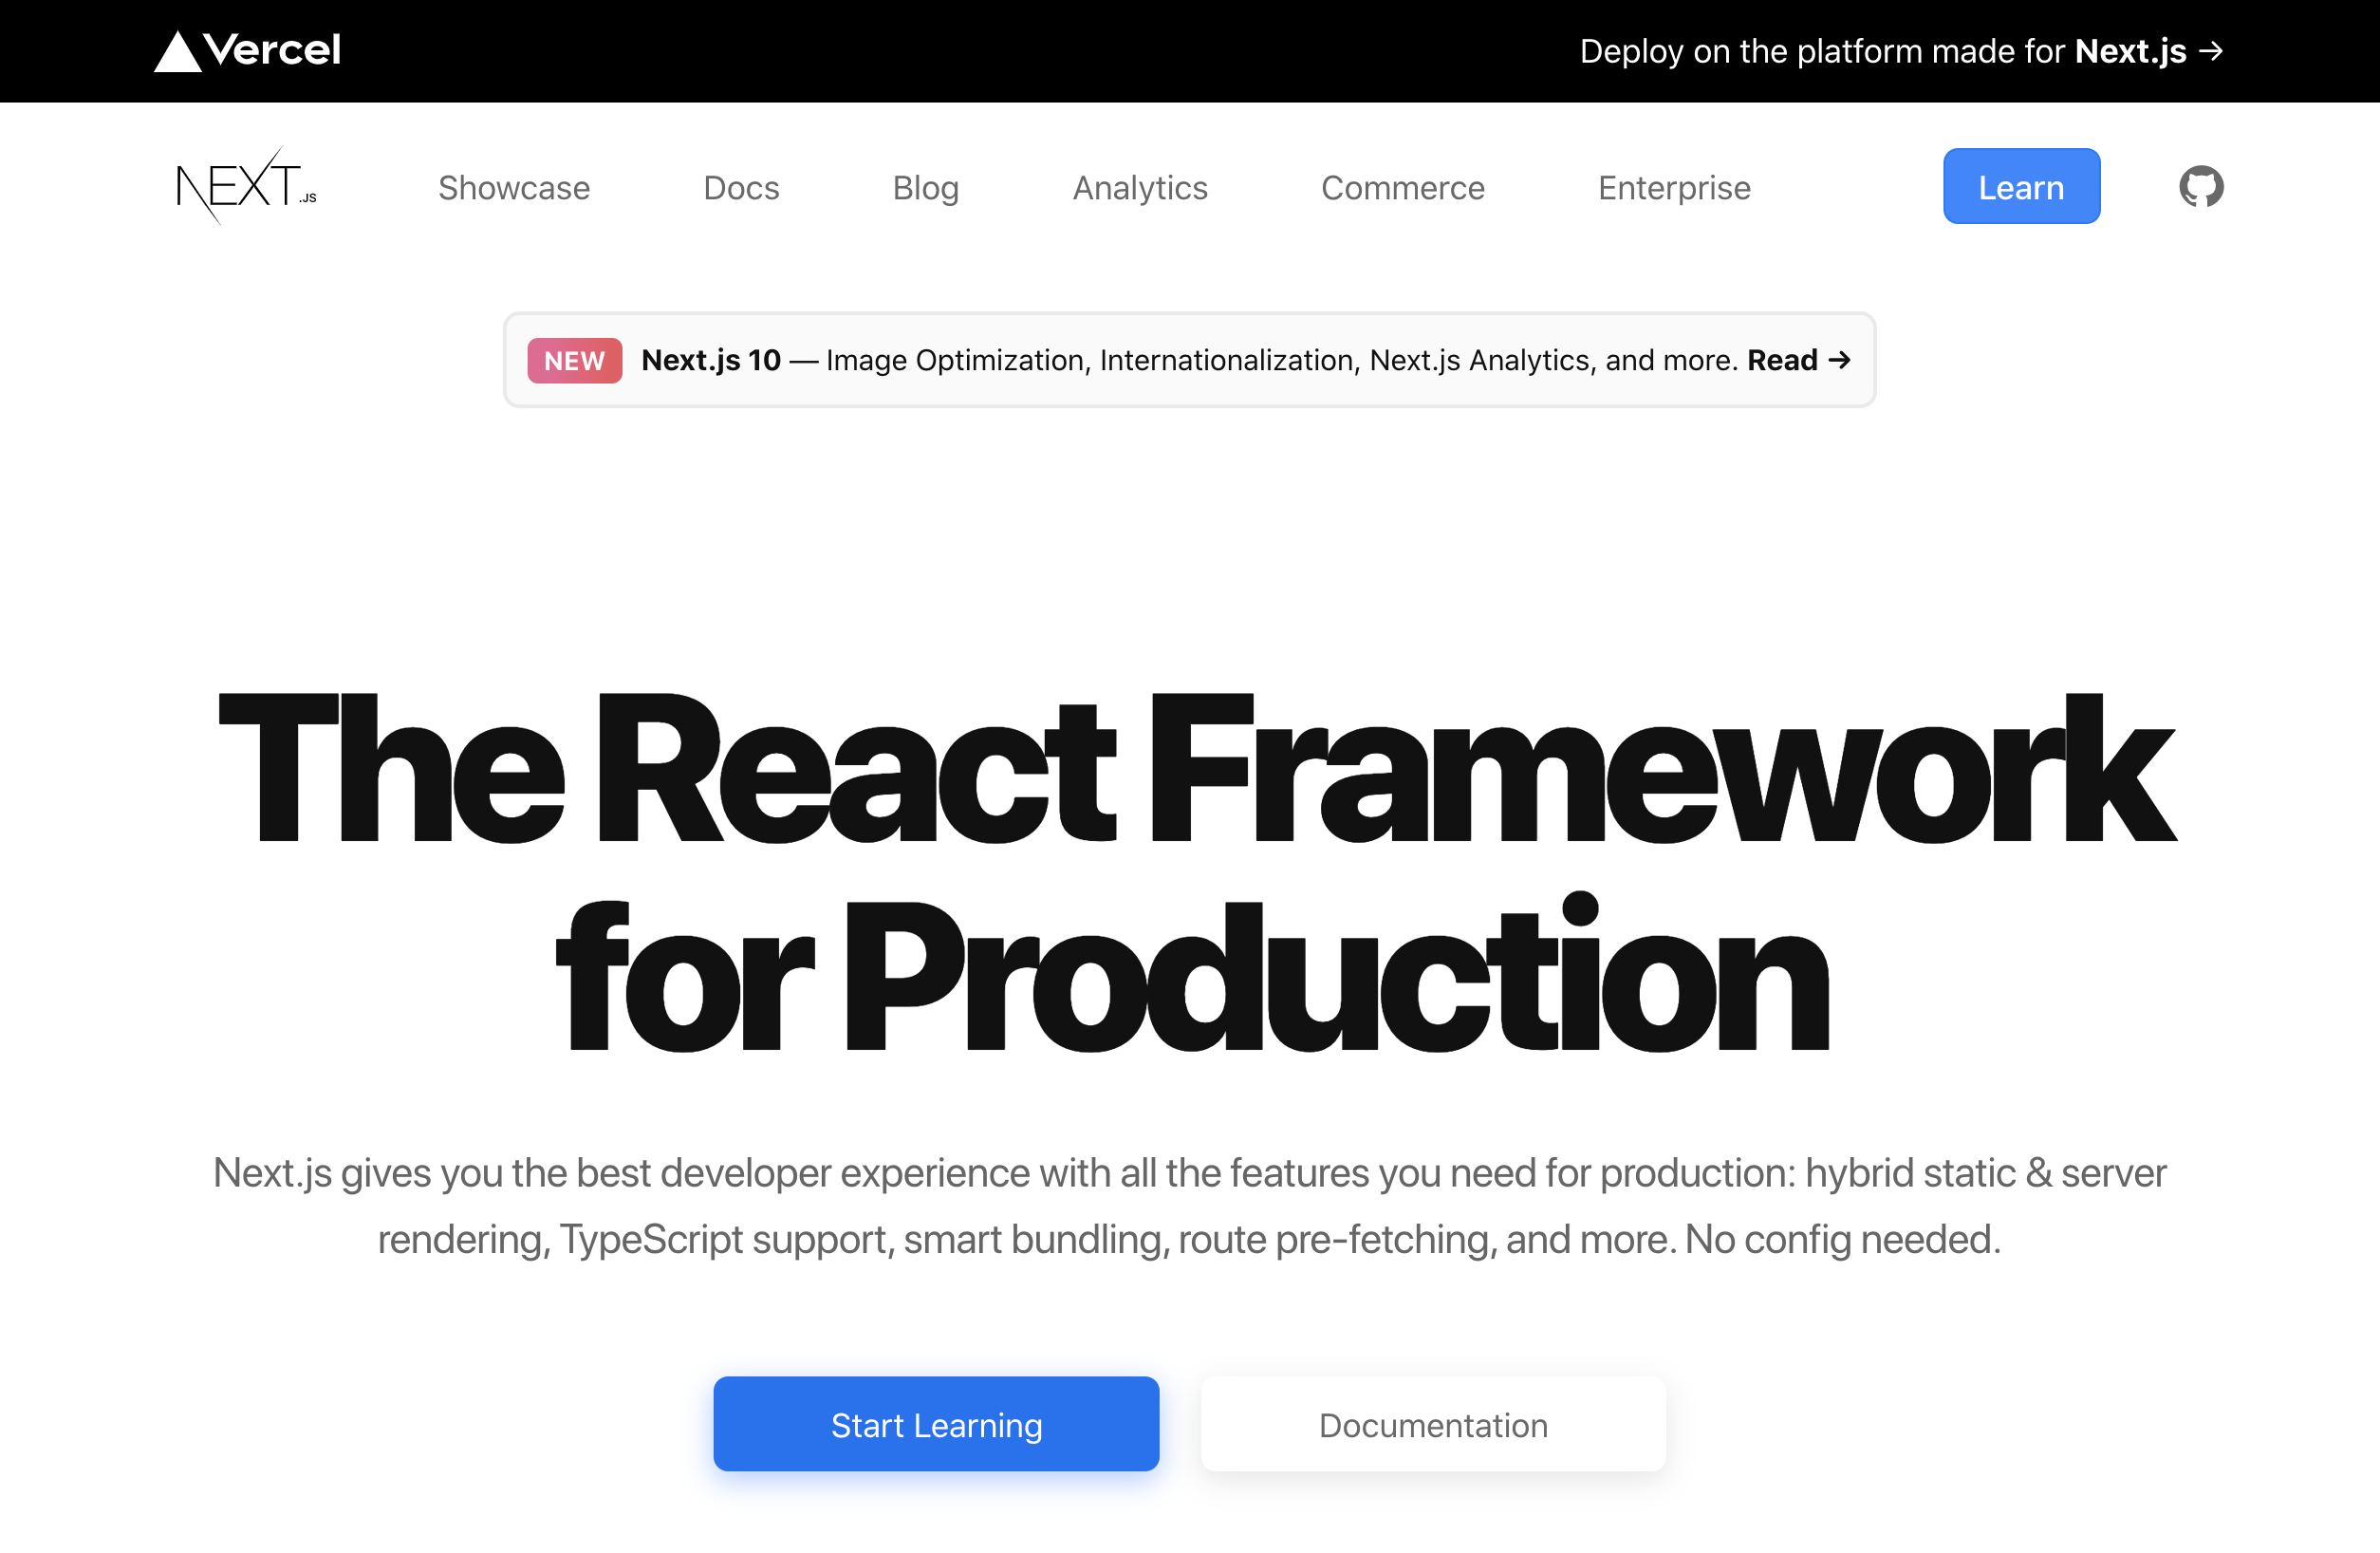 Vercel
Deploy on the platform made for Next.js →
NEXT.JS
Showcase
Docs
Blog
Analytics
Commerce
Enterprise
Learn
NEW Next.js 10 — Image Optimization, Internationalization, Next.js Analytics, and more. Read →
The React Framework
for Production
Next.js gives you the best developer experience with all the features you need for production: hybrid static & server
rendering, TypeScript support, smart bundling, route pre-fetching, and more. No config needed.
Start Learning
Documentation